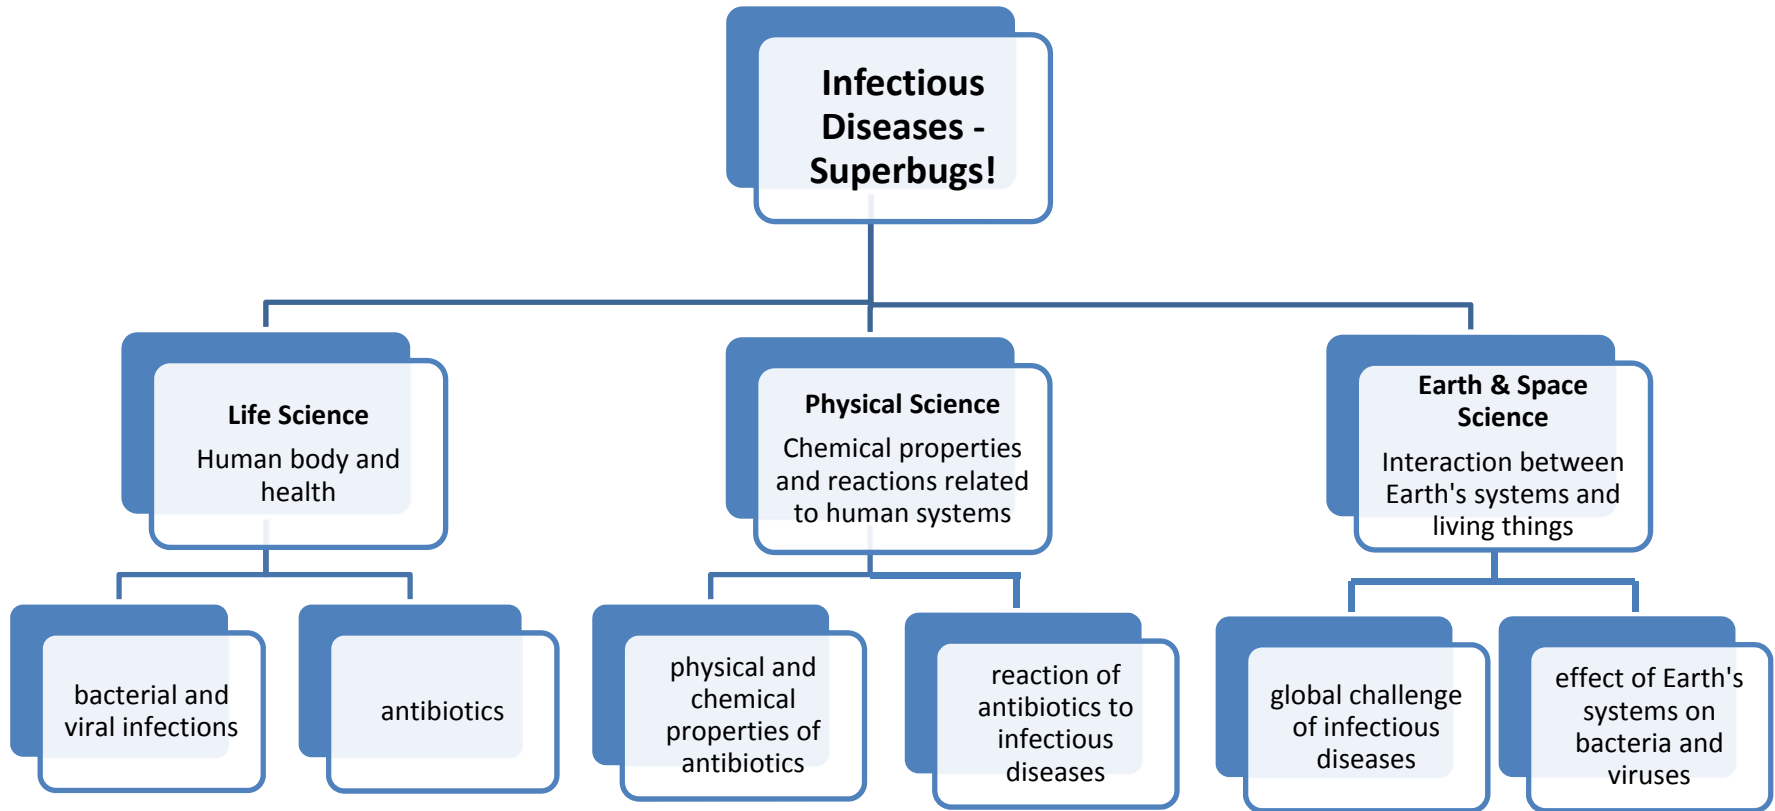 Infectious
Diseases -
Superbugs!
Life Science
Human body and
health
Physical Science
Chemical properties
and reactions related
to human systems
Earth & Space
Science
Interaction between
Earth's systems and
living things
bacterial and
viral infections
antibiotics
physical and
chemical
properties of
antibiotics
reaction of
antibiotics to
infectious
diseases
global challenge
of infectious
diseases
effect of Earth's
systems on
bacteria and
viruses